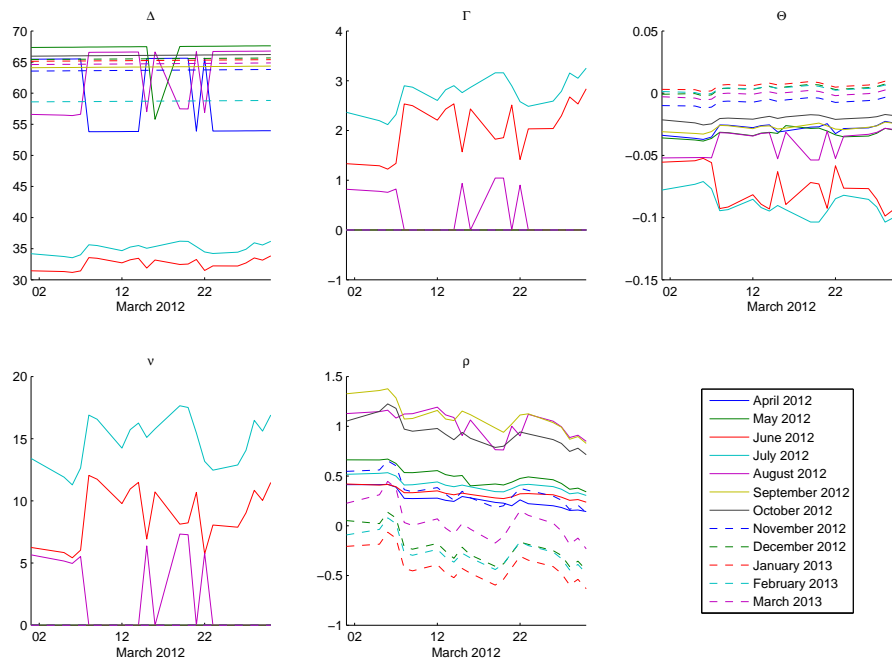 Δ
70
65
60
55
50
45
40
35
30
02
12
22
March 2012
Γ
4
3
2
1
0
−1
02
12
22
March 2012
Θ
0.05
0
−0.05
−0.1
−0.15
02
12
22
March 2012
ν
20
15
10
5
0
02
12
22
March 2012
ρ
1.5
1
0.5
0
−0.5
−1
02
12
22
March 2012
April 2012
May 2012
June 2012
July 2012
August 2012
September 2012
October 2012
November 2012
December 2012
January 2013
February 2013
March 2013